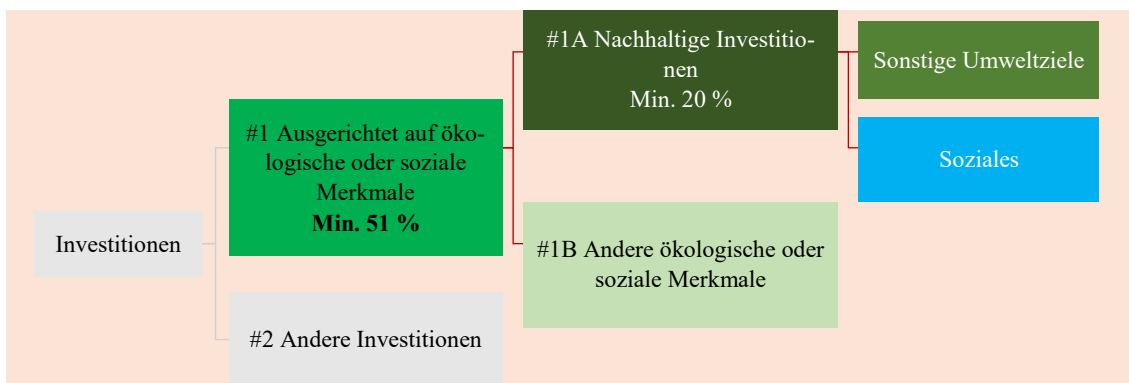 Investitionen
#1 Ausgerichtet auf öko-
logische oder soziale
Merkmale
Min. 51 %
#2 Andere Investitionen
#1A Nachhaltige Investitio-
nen
Min. 20 %
#1B Andere ökologische oder
soziale Merkmale
Sonstige Umweltziele
Soziales